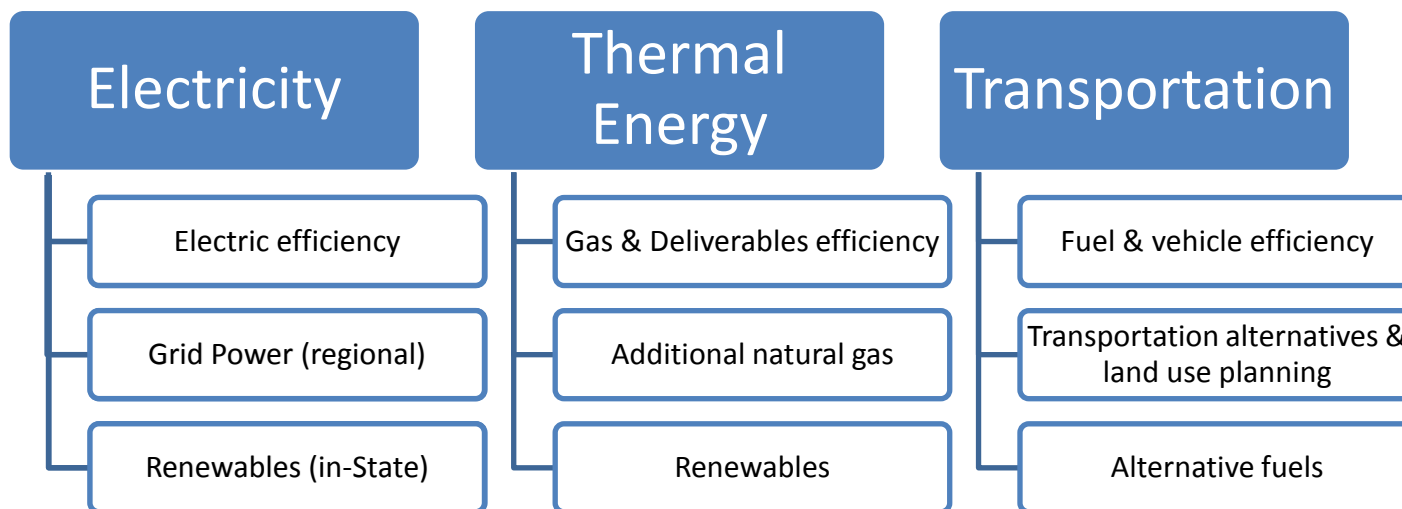 Electricity
Electric efficiency
Grid Power (regional)
Renewables (in-State)
Thermal
Energy
Gas & Deliverables efficiency
Additional natural gas
Renewables
Transportation
Fuel & vehicle efficiency
Transportation alternatives &
land use planning
Alternative fuels